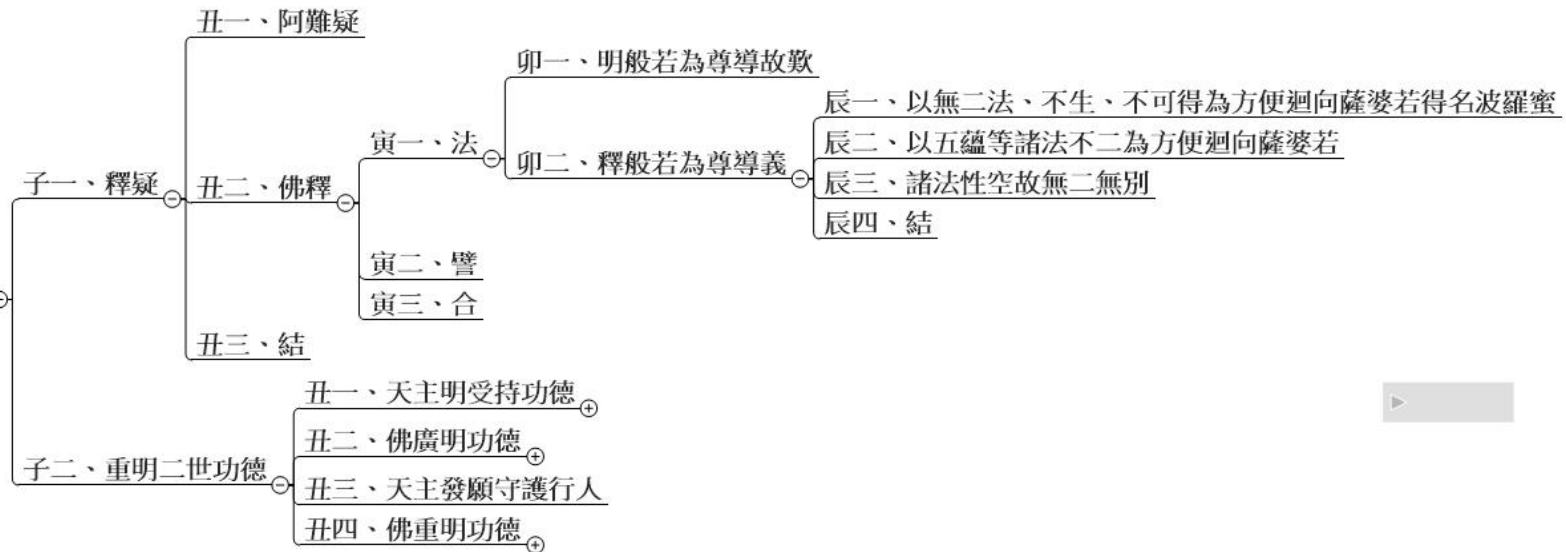 子一、釋疑
丑一、阿難疑
丑二、佛釋
寅一、法
卯一、明般若為尊導故歎
卯二、釋般若為尊導義
辰一、以無二法、不生、不可得為方便迴向薩婆若得名波羅蜜
辰二、以五蘊等諸法不二為方便迴向薩婆若
辰三、諸法性空故無二無別
辰四、結
寅二、譬
寅三、合
丑三、結
子二、重明二世功德
丑一、天主明受持功德
丑二、佛廣明功德
丑三、天主發願守護行人
丑四、佛重明功德